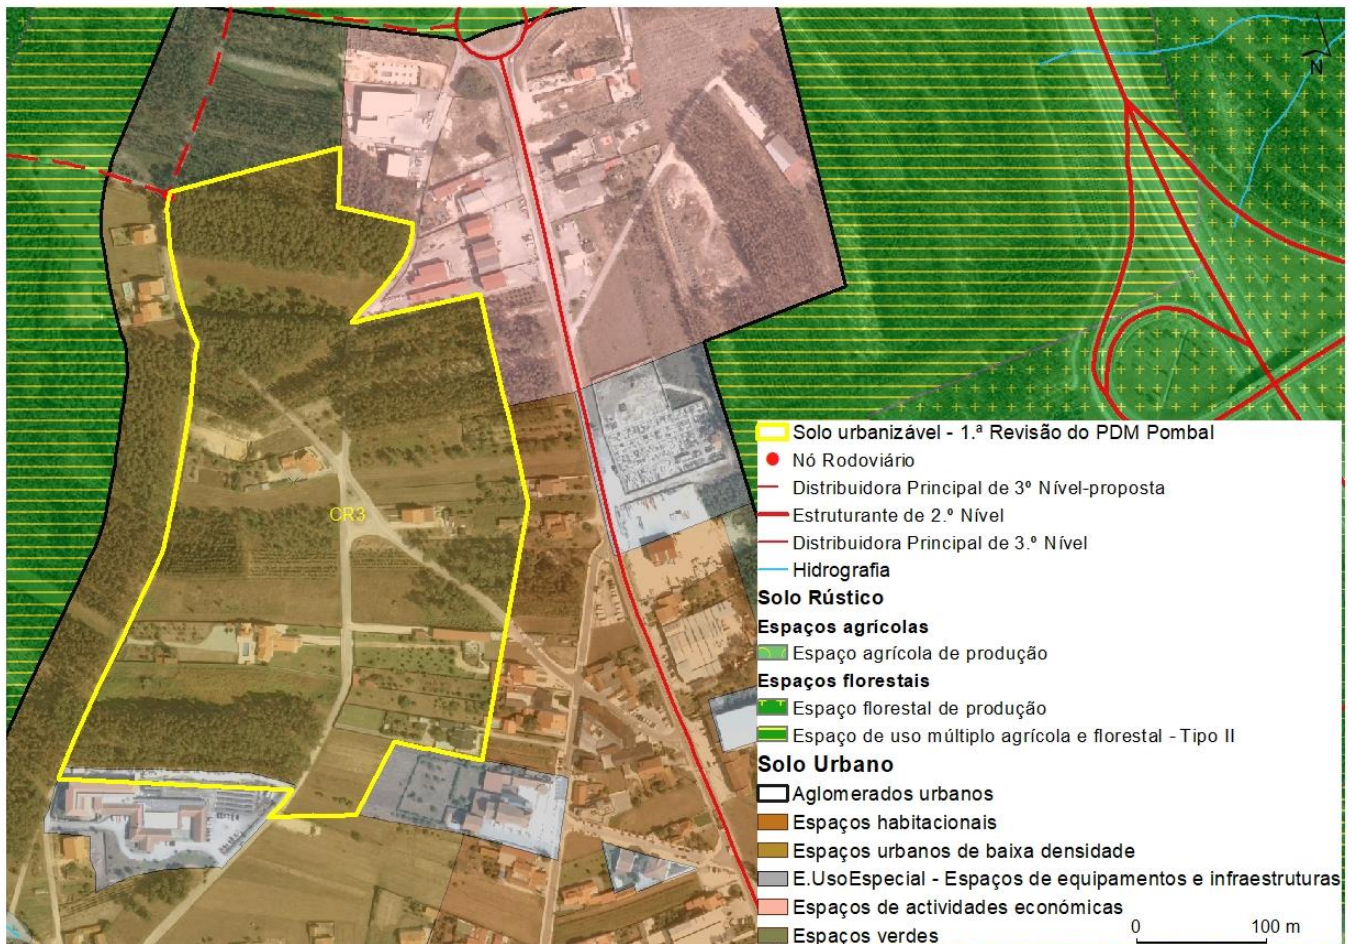 N
CR3
Solo urbanizável - 1.ª Revisão do PDM Pombal
Nó Rodoviário
Distribuidora Principal de 3º Nível-proposta
Estruturante de 2.º Nível
Distribuidora Principal de 3.º Nível
Hidrografia
Solo Rústico
Espaços agrícolas
Espaço agrícola de produção
Espaços florestais
Espaço florestal de produção
Espaço de uso múltiplo agrícola e florestal - Tipo II
Solo Urbano
Aglomerados urbanos
Espaços habitacionais
Espaços urbanos de baixa densidade
E.UsoEspecial - Espaços de equipamentos e infraestruturas
Espaços de actividades económicas
Espaços verdes
0 100 m